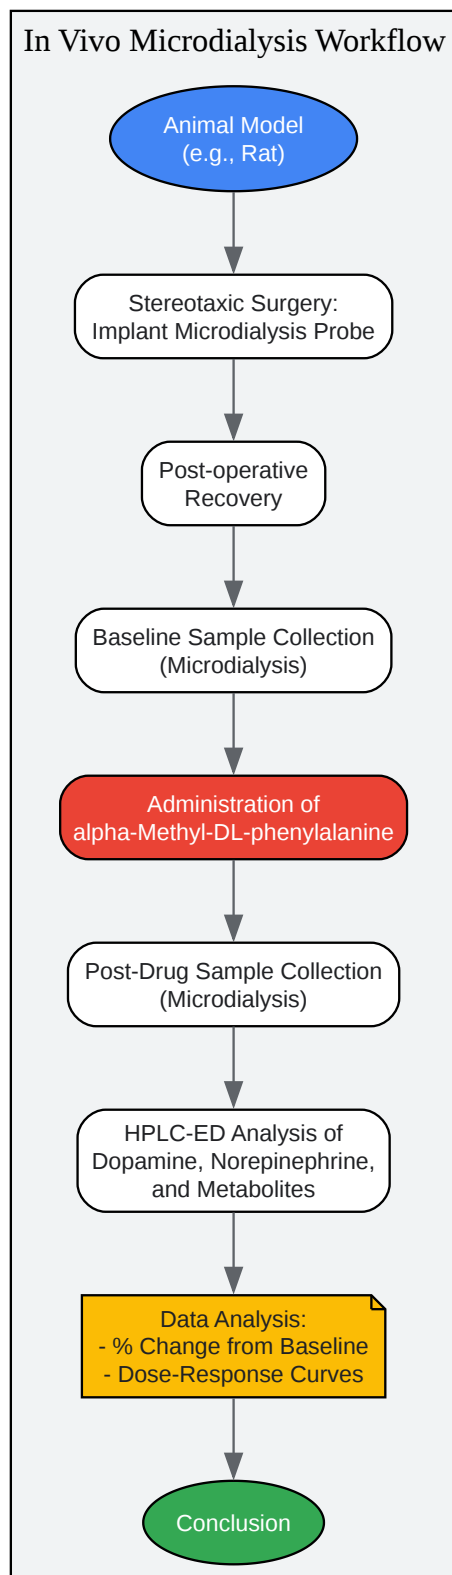 In Vivo Microdialysis Workflow
Animal Model
(e.g., Rat)
Stereotaxic Surgery:
Implant Microdialysis Probe
Post-operative
Recovery
Baseline Sample Collection
(Microdialysis)
Administration of
alpha-Methyl-DL-phenylalanine
Post-Drug Sample Collection
(Microdialysis)
HPLC-ED Analysis of
Dopamine, Norepinephrine,
and Metabolites
Data Analysis:
- % Change from Baseline
- Dose-Response Curves
Conclusion